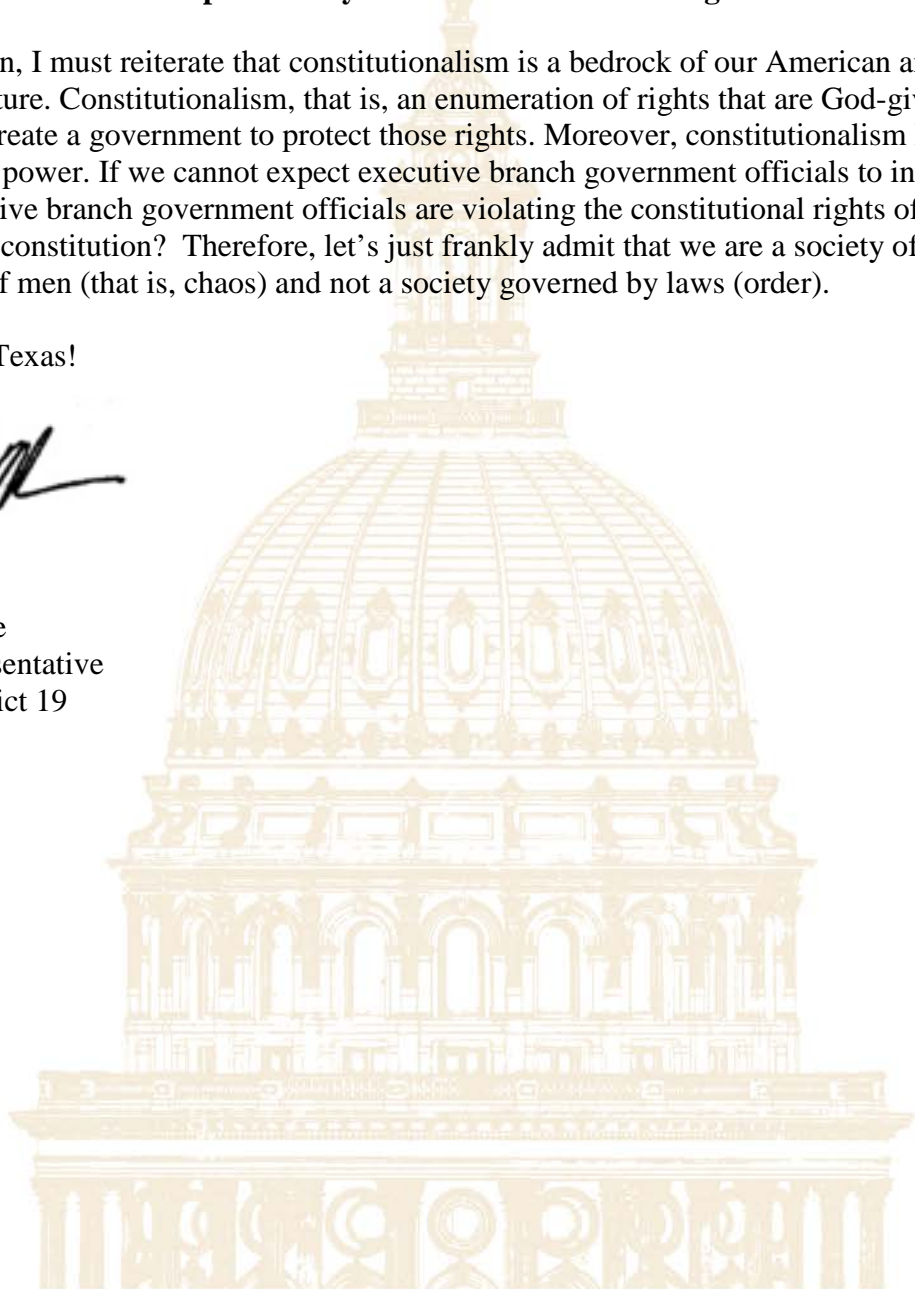 n, I must reiterate that constitutionalism is a bedrock of our American a
ture. Constitutionalism, that is, an enumeration of rights that are God-giv
reate a government to protect those rights. Moreover, constitutionalism
power. If we cannot expect executive branch government officials to in
ive branch government officials are violating the constitutional rights of
constitution?  Therefore, let’s just frankly admit that we are a society of
f men (that is, chaos) and not a society governed by laws (order).
Texas!
e
sentative
ict 19